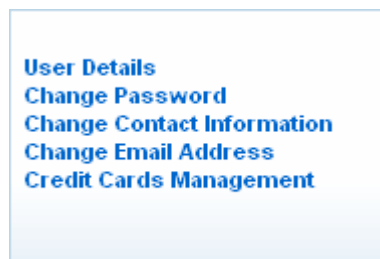 User Details
Change Password
Change Contact Information
Change Email Address
Credit Cards Management